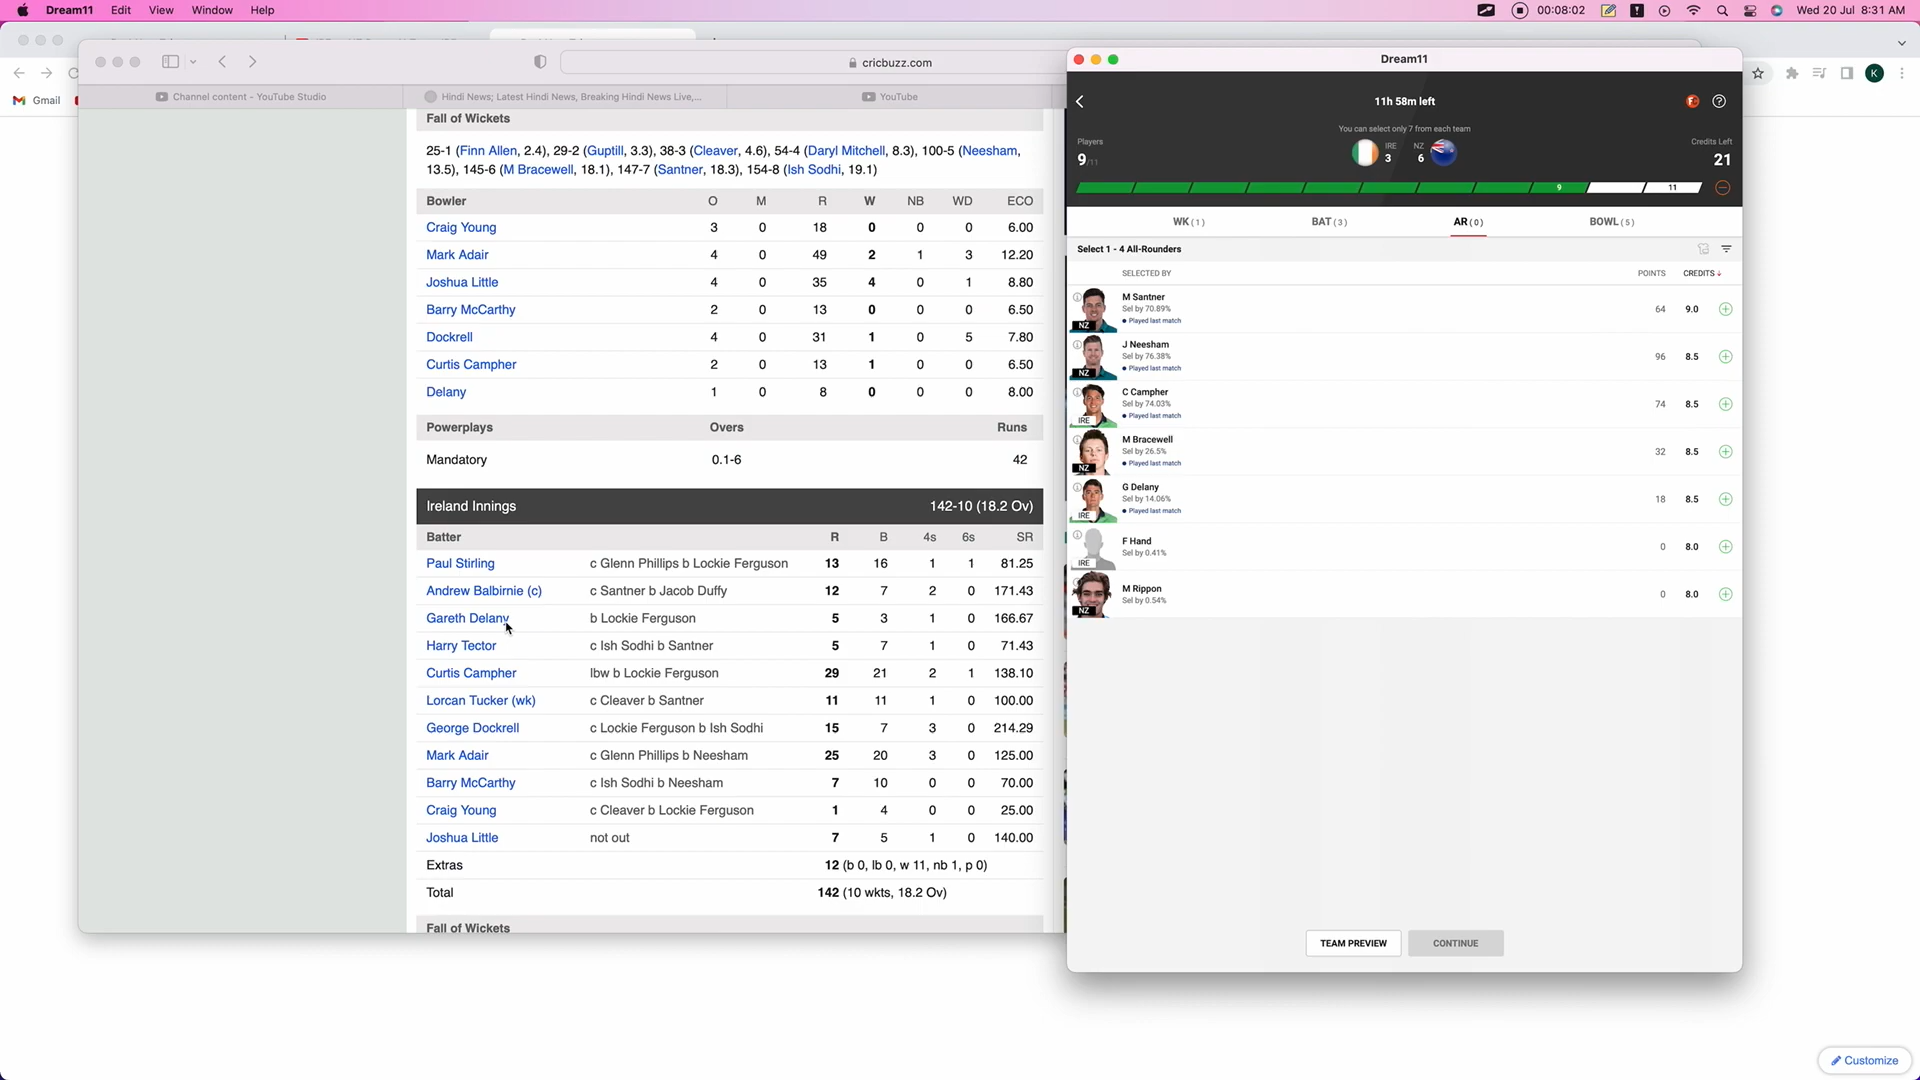 Dream11 Edit View Window Help 00:08:02 Wed 20 Jul 8:31 AM
cricbuzz.com
Gmail
Channel content - YouTube Studio
Hindi News; Latest Hindi News, Breaking Hindi News Live,...
YouTube
Fall of Wickets
25-1 (Finn Allen, 2.4), 29-2 (Guptill, 3.3), 38-3 (Cleaver, 4.6), 54-4 (Daryl Mitchell, 8.3), 100-5 (Neesham,
13.5), 145-6 (M Bracewell, 18.1), 147-7 (Santner, 18.3), 154-8 (Ish Sodhi, 19.1)
Bowler O M R W NB WD ECO
Craig Young 3 0 18 0 0 0 6.00
Mark Adair 4 0 49 2 1 3 12.20
Joshua Little 4 0 35 4 0 1 8.80
Barry McCarthy 2 0 13 0 0 0 6.50
Dockrell 4 0 31 1 0 5 7.80
Curtis Campher 2 0 13 1 0 0 6.50
Delany 1 0 8 0 0 0 8.00
Powerplays Overs Runs
Mandatory 0.1-6 42
Ireland Innings 142-10 (18.2 Ov)
Batter R B 4s 6s SR
Paul Stirling c Glenn Phillips b Lockie Ferguson 13 16 1 1 81.25
Andrew Balbirnie (c) c Santner b Jacob Duffy 12 7 2 0 171.43
Gareth Delany b Lockie Ferguson 5 3 1 0 166.67
Harry Tector c Ish Sodhi b Santner 5 7 1 0 71.43
Curtis Campher lbw b Lockie Ferguson 29 21 2 1 138.10
Lorcan Tucker (wk) c Cleaver b Santner 11 11 1 0 100.00
George Dockrell c Lockie Ferguson b Ish Sodhi 15 7 3 0 214.29
Mark Adair c Glenn Phillips b Neesham 25 20 3 0 125.00
Barry McCarthy c Ish Sodhi b Neesham 7 10 0 0 70.00
Craig Young c Cleaver b Lockie Ferguson 1 4 0 0 25.00
Joshua Little not out 7 5 1 0 140.00
Extras 12 (b 0, lb 0, w 11, nb 1, p 0)
Total 142 (10 wkts, 18.2 Ov)
Fall of Wickets
Dream11
11h 58m left
You can select only 7 from each team
Players Credits Left
9/11 IRE 3 NZ 6 21
9 11
WK (1) BAT (3) AR (0) BOWL (5)
Select 1 - 4 All-Rounders
SELECTED BY POINTS CREDITS
M Santner
Sel by 70.89% 64 9.0
NZ Played last match
J Neesham
Sel by 76.38% 96 8.5
NZ Played last match
C Campher
Sel by 74.03% 74 8.5
IRE Played last match
M Bracewell
Sel by 26.5% 32 8.5
NZ Played last match
G Delany
Sel by 14.06% 18 8.5
IRE Played last match
F Hand
Sel by 0.41% 0 8.0
IRE
M Rippon
Sel by 0.54% 0 8.0
NZ
TEAM PREVIEW CONTINUE
Customize